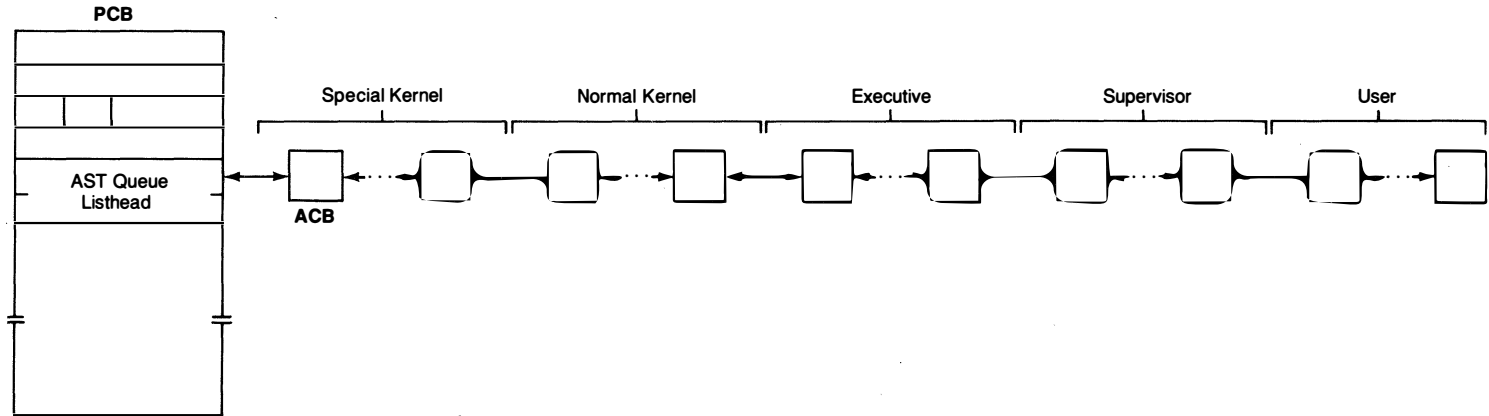 PCB
Special Kernel
Normal Kernel
Executive
Supervisor
User
AST Queue
Listhead
ACB